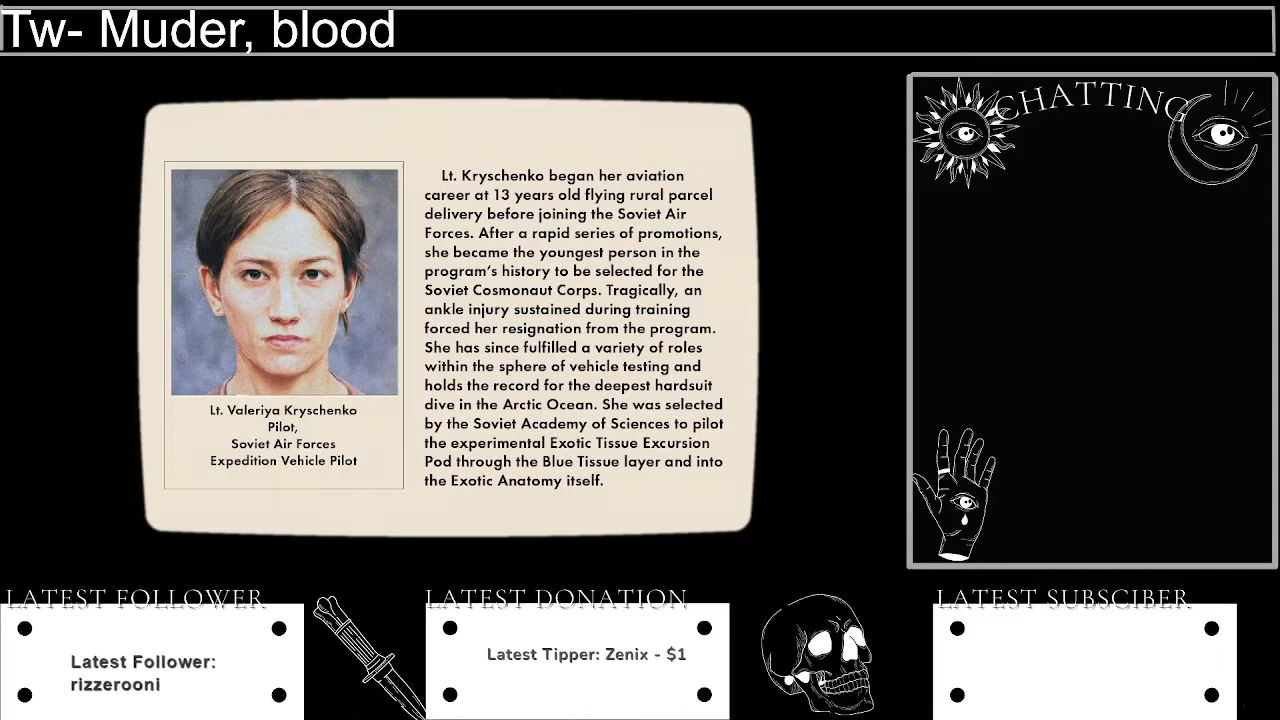 Tw- Muder, blood
CHATTING
Lt. Kryschenko began her aviation
career at 13 years old flying rural parcel
delivery before joining the Soviet Air
Forces. After a rapid series of promotions,
she became the youngest person in the
program's history to be selected for the
Soviet Cosmonaut Corps. Tragically, an
ankle injury sustained during training
forced her resignation from the program.
She has since fulfilled a variety of roles
within the sphere of vehicle testing and
holds the record for the deepest hardsuit
dive in the Arctic Ocean. She was selected
by the Soviet Academy of Sciences to pilot
the experimental Exotic Tissue Excursion
Pod through the Blue Tissue layer and into
the Exotic Anatomy itself.
Lt. Valeriya Kryschenko
Pilot,
Soviet Air Forces
Expedition Vehicle Pilot
LATEST FOLLOWER
Latest Follower:
rizzerooni
LATEST DONATION
Latest Tipper: Zenix - $1
LATEST SUBSCIBER